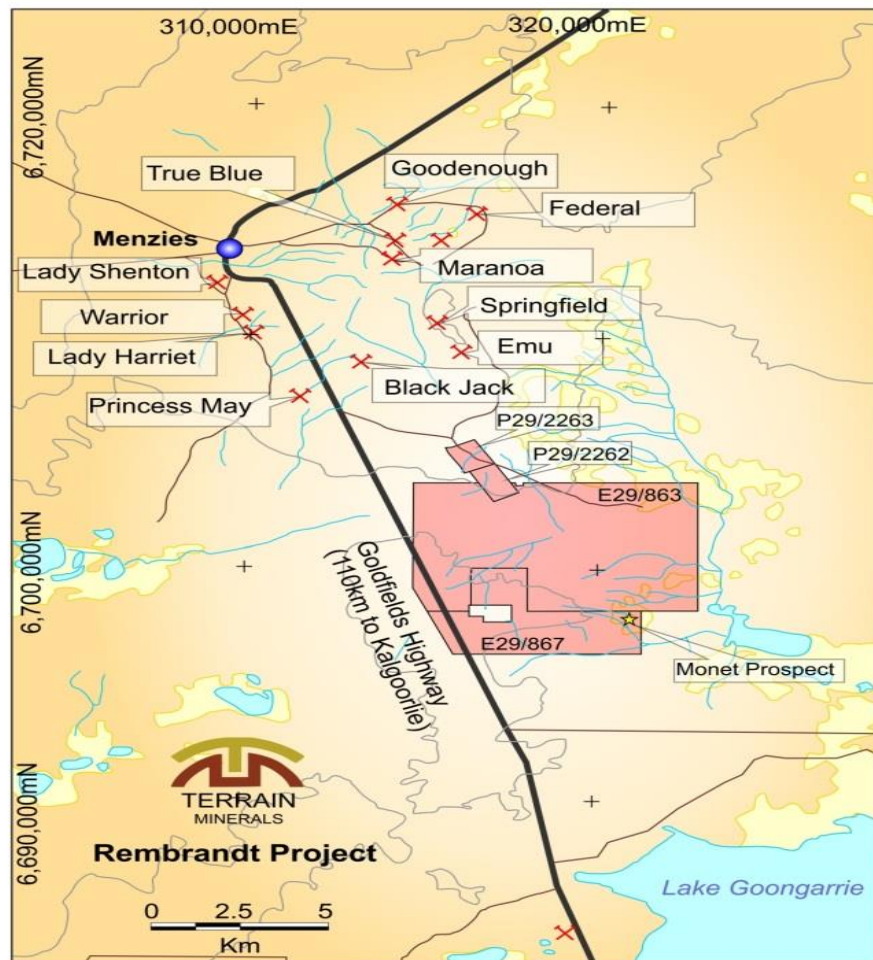 310,000mE
320,000mE
6,720,000mN
Goodenough
True Blue
Federal
Menzies
Maranoa
Lady Shenton
Springfield
Warrior
Emu
Lady Harriet
Black Jack
Princess May
P29/2263
P29/2262
E29/863
6,700,000mN
Goldfields Highway
(110km to Kalgoorlie)
E29/867
Monet Prospect
6,690,000mN
TERRAIN
MINERALS
Rembrandt Project
Lake Goongarrie
0 2.5 5
Km